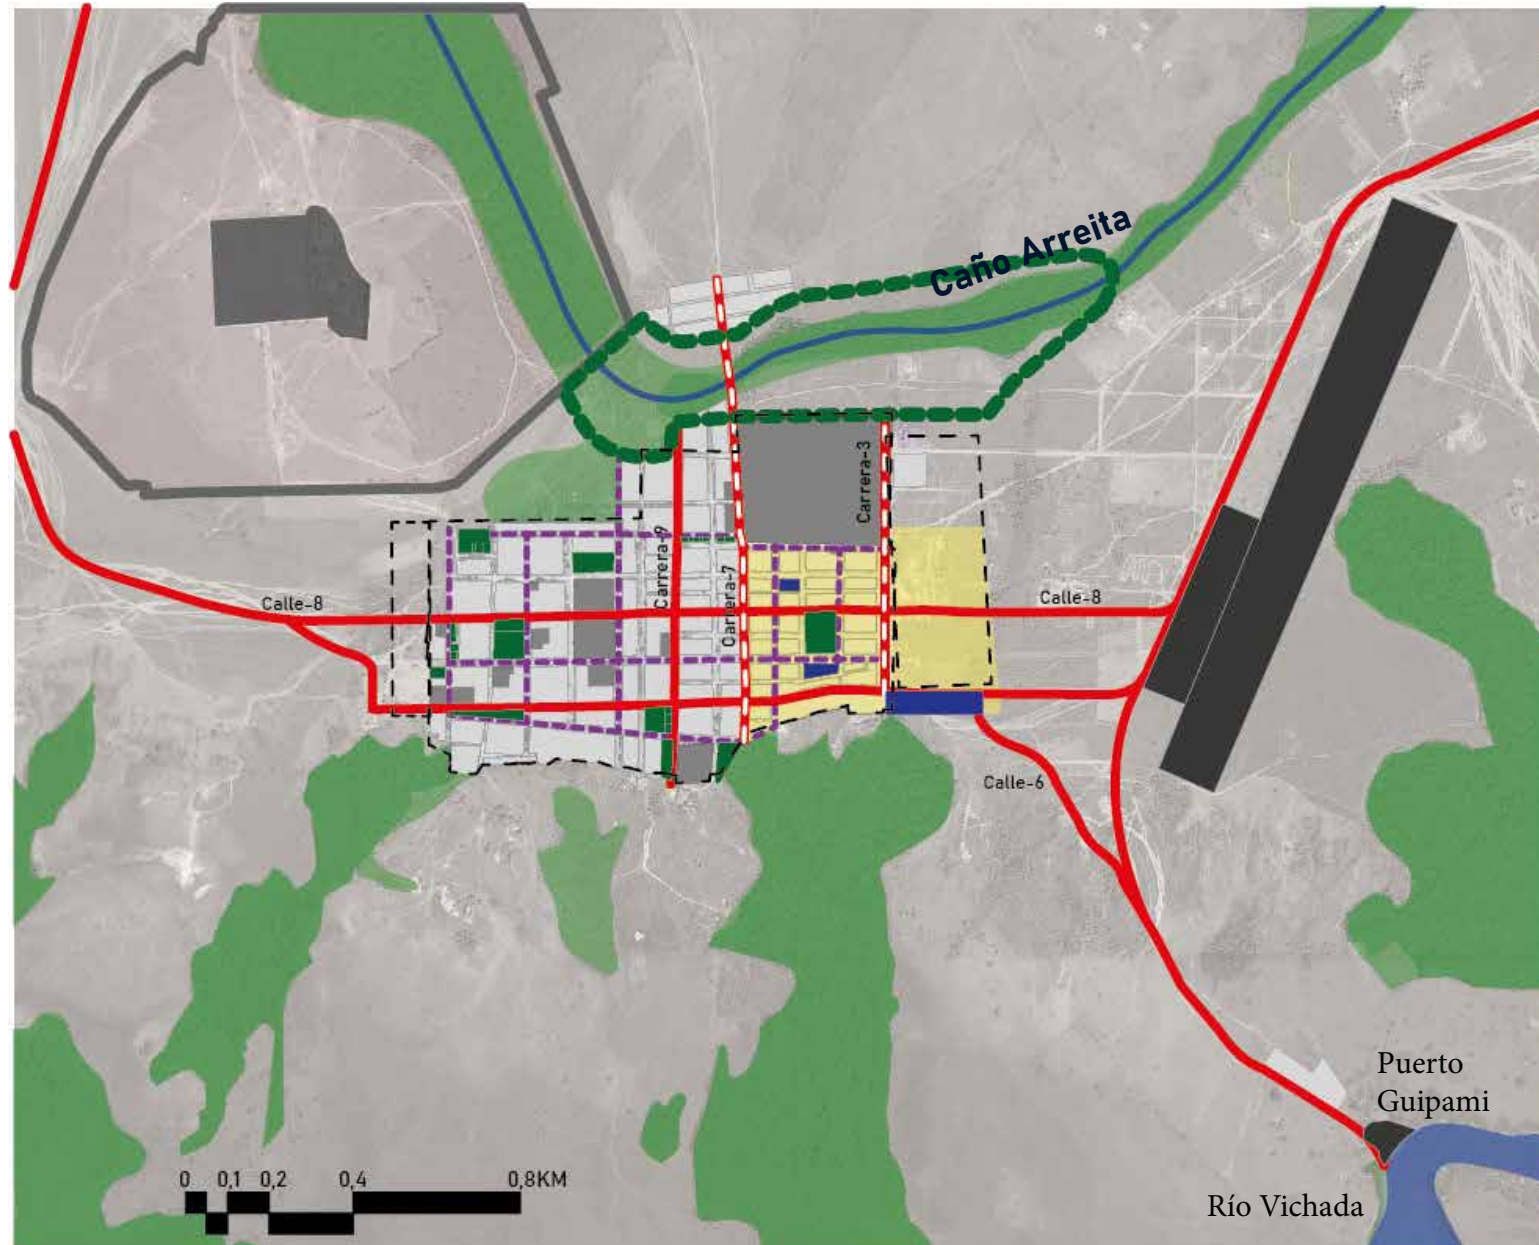 Caño Arreita
Carrera-3
Carrera-9
Carrera-7
Calle-8
Calle-8
Calle-6
Puerto
Guipami
0 0,1 0,2 0,4 0,8KM
Río Vichada